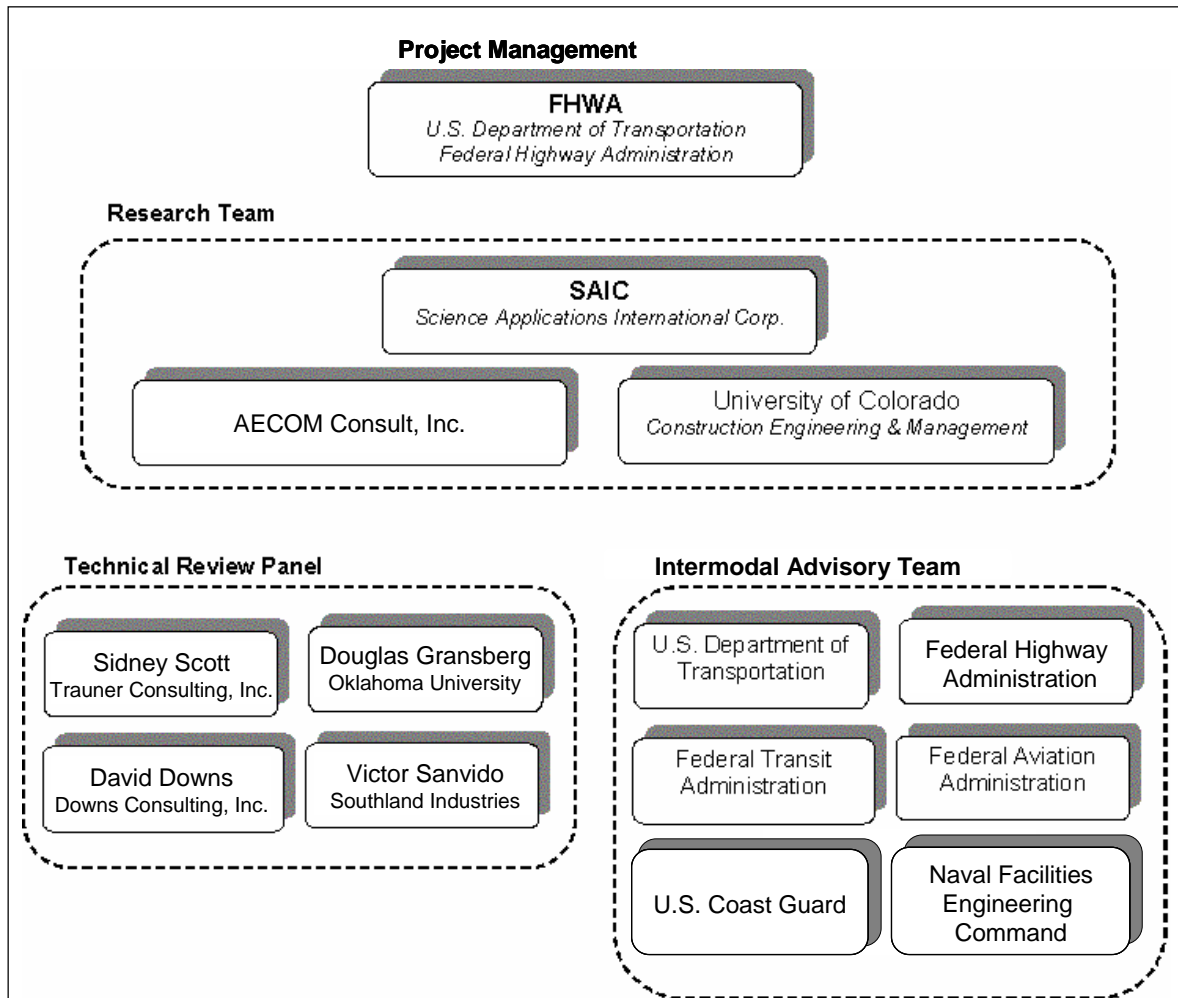 Project Management
FHWA
U.S. Department of Transportation
Federal Highway Administration
Research Team
SAIC
Science Applications International Corp.
AECOM Consult, Inc.
University of Colorado
Construction Engineering & Management
Technical Review Panel
Sidney Scott
Trauner Consulting, Inc.
Douglas Gransberg
Oklahoma University
David Downs
Downs Consulting, Inc.
Victor Sanvido
Southland Industries
Intermodal Advisory Team
U.S. Department of
Transportation
Federal Highway
Administration
Federal Transit
Administration
Federal Aviation
Administration
U.S. Coast Guard
Naval Facilities
Engineering
Command